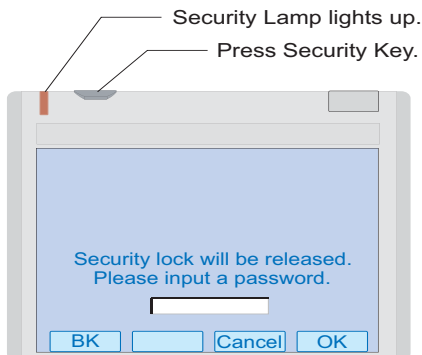 Security Lamp lights up.
Press Security Key.
Security lock will be released.
Please input a password.
BK Cancel OK